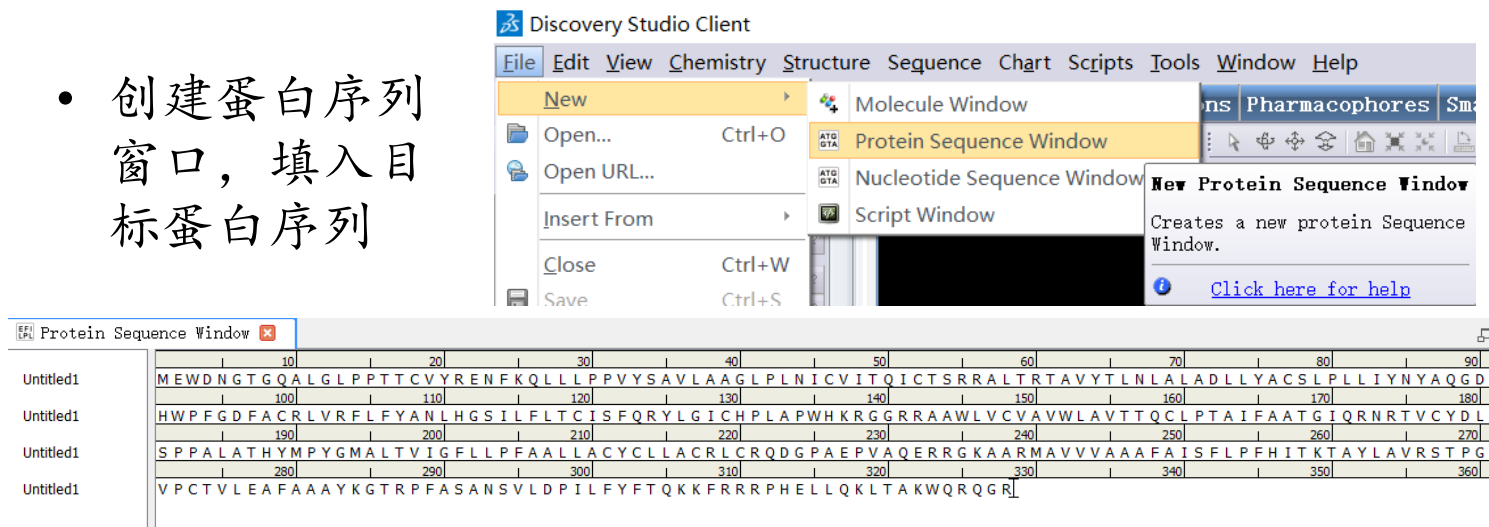 • 创建蛋白序列
窗口，填入目
标蛋白序列
Discovery Studio Client
File Edit View Chemistry Structure Sequence Chart Scripts Tools Window Help
New
Open... Ctrl+O
Open URL...
Insert From
Close Ctrl+W
Save Ctrl+S
Molecule Window
Protein Sequence Window
Nucleotide Sequence Window
Script Window
Pharmacophores
New Protein Sequence Window
Creates a new protein Sequence
Window.
Click here for help
Protein Sequence Window
10 20 30 40 50 60 70 80 90
Untitled1 MEWDNGTGQALGLPPTTCVYRENFKQLLLPPVYSAVLAAGLPLNICVITQICTSRRALTRTAVYTLNLALADLLYACSLPLLIYNYAQGD
100 110 120 130 140 150 160 170 180
Untitled1 HWPFGDFACRLVRFLFYANLHGSILFLTCISFQRYLGICHPLAPWHKRGGRRAAWLVCVAVWLAVTTQCLPTAIFAATGIQRNRTVCYDL
190 200 210 220 230 240 250 260 270
Untitled1 SPPALATHYMPYGMALTVIGFLLPFAALLACYCLLACRLCRQDGPAEPVAQERRGKAARMAVVVAAAFAISFLPFHITKTAYLAVRSTPG
280 290 300 310 320 330 340 350 360
Untitled1 VPCTVLEAFAAAYKGTRPFASANSVLDPILFYFTQKKFRRRPHELLQKLTAKWQRQGR